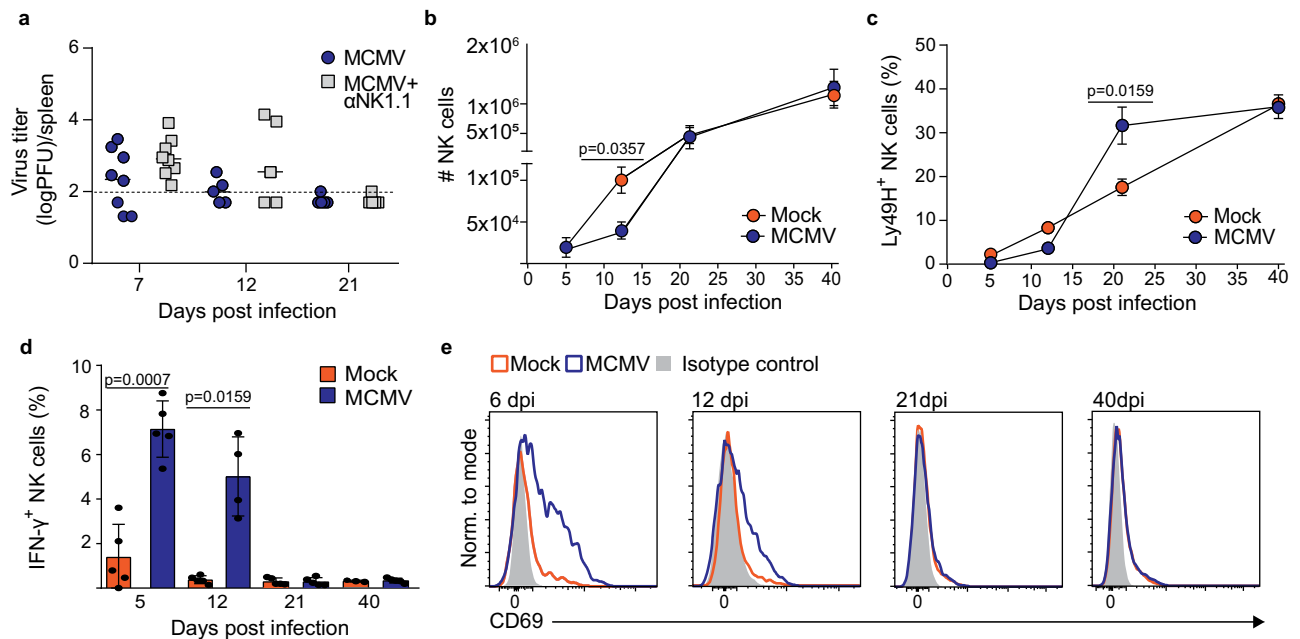 a
Virus titer
(logPFU)/spleen
6
4
2
0
MCMV
MCMV+
αNK1.1
7 12 21
Days post infection
b
# NK cells
2x10⁶
1x10⁶
5x10⁵
1x10⁵
5x10⁴
p=0.0357
Mock
MCMV
0 5 10 15 20 25 30 35 40
Days post infection
c
Ly49H⁺ NK cells (%)
50
40
30
20
10
0
p=0.0159
Mock
MCMV
0 5 10 15 20 25 30 35 40
Days post infection
d
IFN-γ⁺ NK cells (%)
10
8
6
4
2
p=0.0007
p=0.0159
Mock
MCMV
5 12 21 40
Days post infection
e
Mock MCMV Isotype control
6 dpi 12 dpi 21dpi 40dpi
Norm. to mode
0 0 0 0
CD69